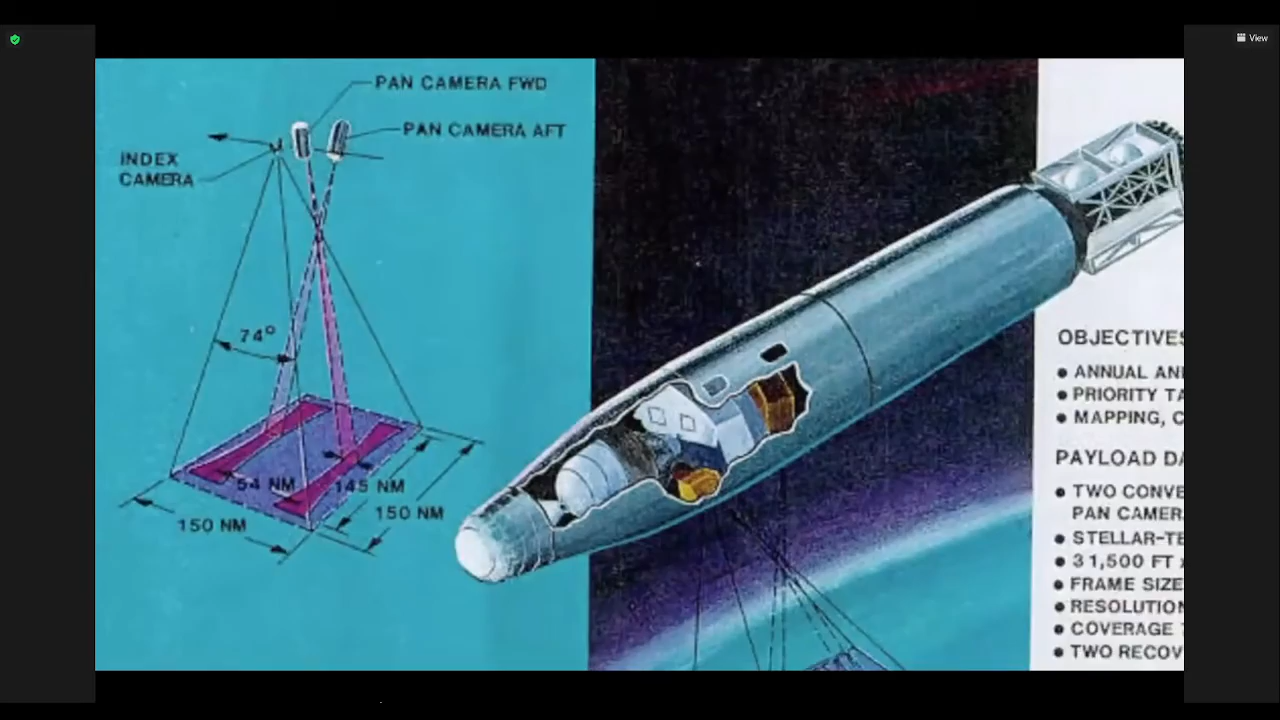 View
PAN CAMERA FWD
PAN CAMERA AFT
INDEX
CAMERA
74°
54 NM
145 NM
150 NM
150 NM
OBJECTIVES
ANNUAL AN
PRIORITY TA
MAPPING, C
PAYLOAD DA
TWO CONVE
PAN CAMER
STELLAR-TE
31,500 FT
FRAME SIZE
RESOLUTION
COVERAGE
TWO RECOV